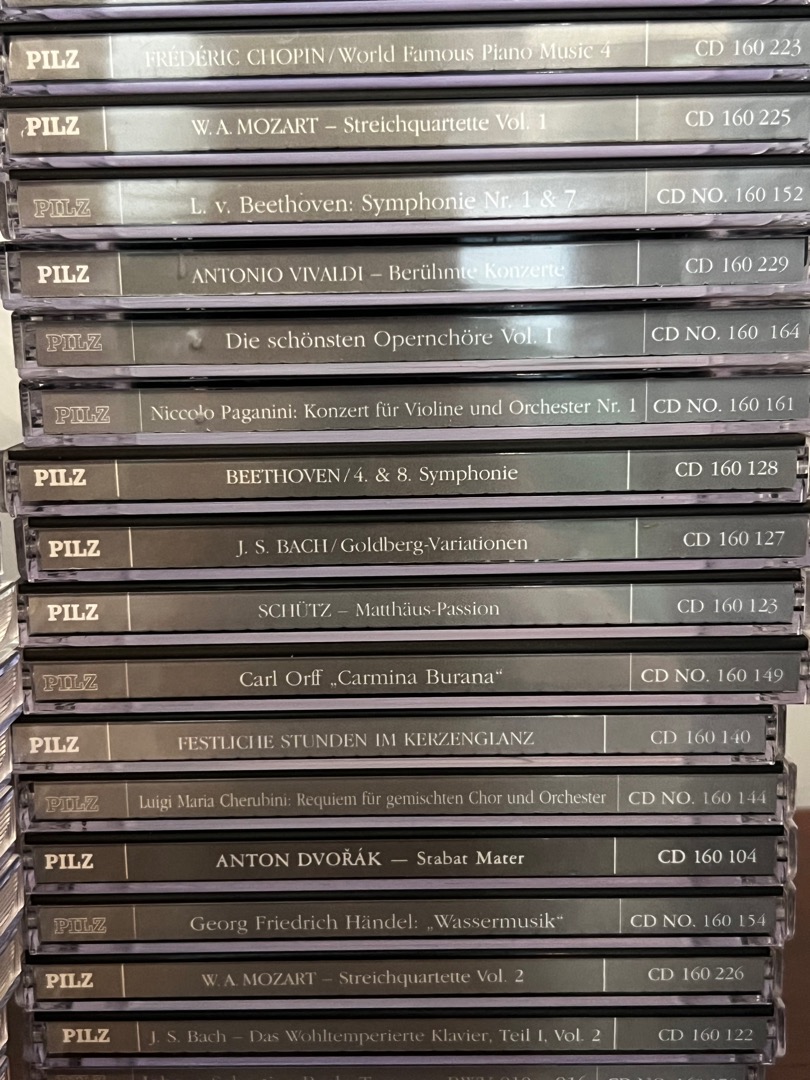 PILZ FRÉDÉRIC CHOPIN/World Famous Piano Music 4 CD 160 223
PILZ W. A. MOZART – Streichquartette Vol. 1 CD 160 225
PILZ L. v. Beethoven: Symphonie Nr. 1 & 7 CD NO. 160 152
PILZ ANTONIO VIVALDI – Berühmte Konzerte CD 160 229
PILZ Die schönsten Opernchöre Vol. I CD NO. 160 164
PILZ Niccolo Paganini: Konzert für Violine und Orchester Nr. 1 CD NO. 160 161
PILZ BEETHOVEN/4. & 8. Symphonie CD 160 128
PILZ J. S. BACH/Goldberg-Variationen CD 160 127
PILZ SCHÜTZ – Matthäus-Passion CD 160 123
PILZ Carl Orff „Carmina Burana“ CD NO. 160 149
PILZ FESTLICHE STUNDEN IM KERZENGLANZ CD 160 140
PILZ Luigi Maria Cherubini: Requiem für gemischten Chor und Orchester CD NO. 160 144
PILZ ANTON DVOŘÁK — Stabat Mater CD 160 104
PILZ Georg Friedrich Händel: „Wassermusik“ CD NO. 160 154
PILZ W. A. MOZART – Streichquartette Vol. 2 CD 160 226
PILZ J. S. Bach – Das Wohltemperierte Klavier, Teil I, Vol. 2 CD 160 122